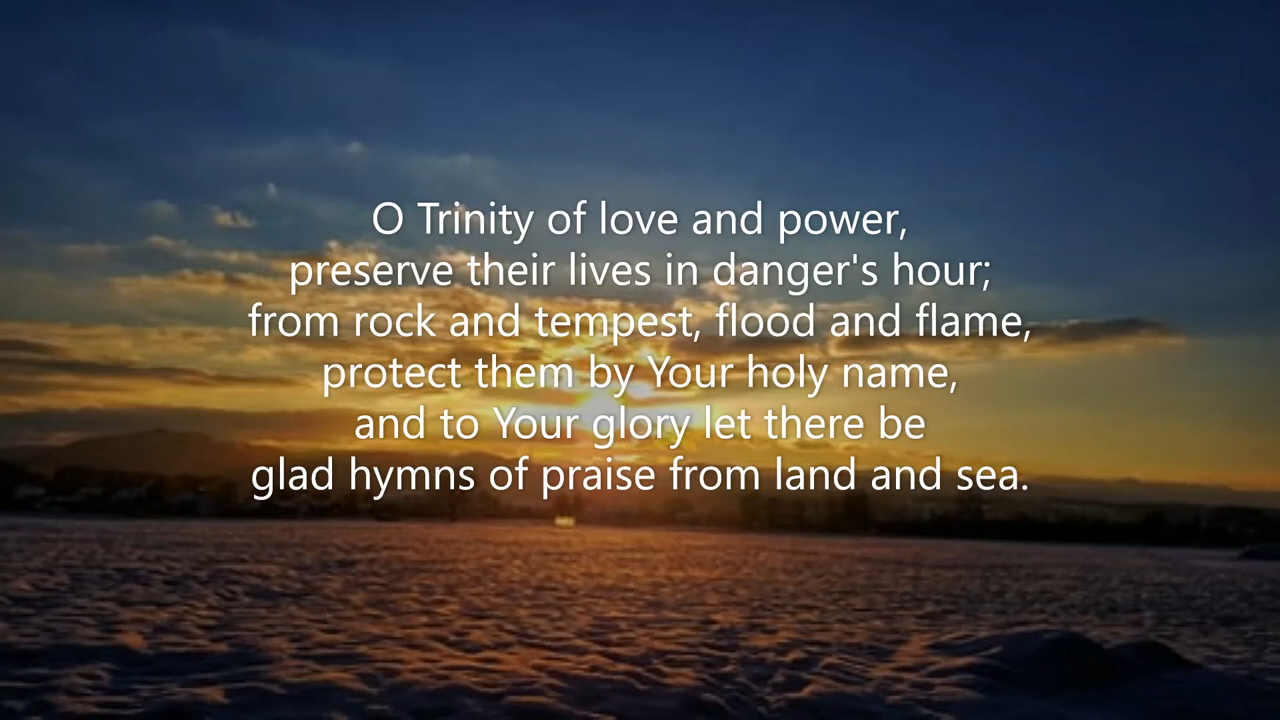 O Trinity of love and power,
preserve their lives in danger's hour;
from rock and tempest, flood and flame,
protect them by Your holy name,
and to Your glory let there be
glad hymns of praise from land and sea.